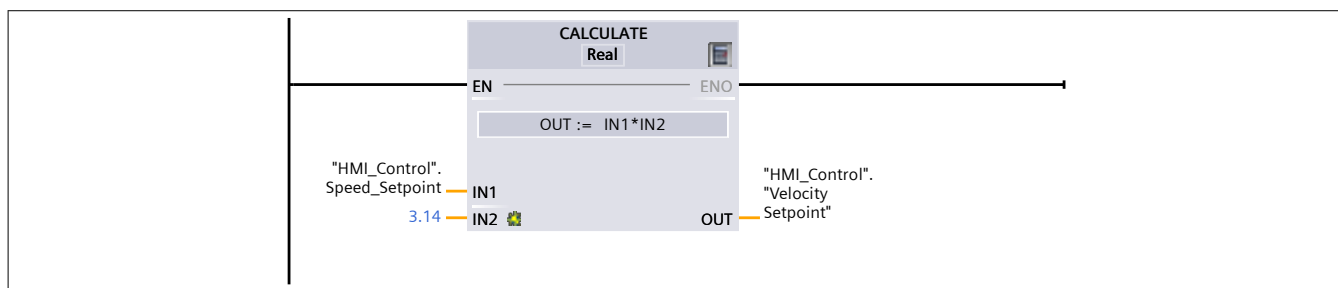 CALCULATE
Real
EN
ENO
OUT := IN1*IN2
"HMI_Control".
Speed_Setpoint
IN1
3.14
IN2
"HMI_Control".
"Velocity
Setpoint"
OUT